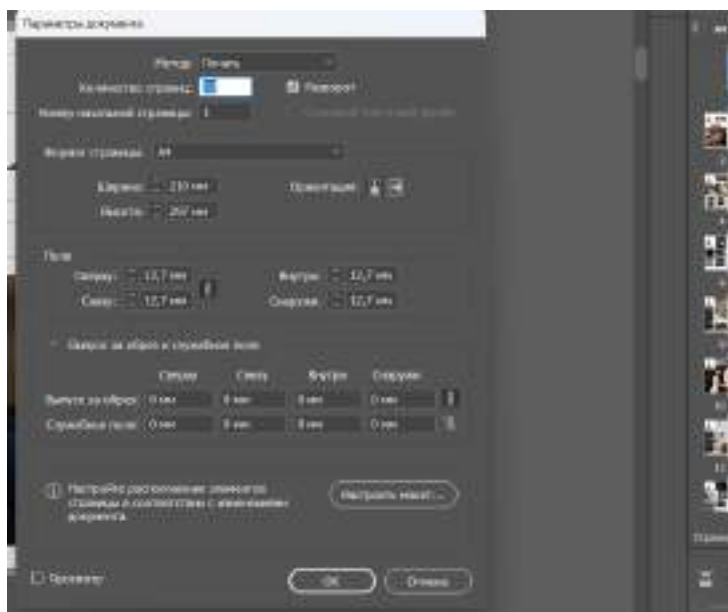 Параметры документа
Метод: Печать
Количество страниц:
Разворот
Номер начальной страницы: 1
Формат страницы: A4
Ширина: 210 мм
Ориентация:
Высота: 297 мм
Поля
Сверху: 12,7 мм
Внутри: 12,7 мм
Снизу: 12,7 мм
Снаружи: 12,7 мм
Выпуск за обрез и служебное поле
Сверху Снизу Внутри Снаружи
Выпуск за обрез: 0 мм 0 мм 0 мм 0 мм
Служебное поле: 0 мм 0 мм 0 мм 0 мм
Настройте расположение элементов
страницы в соответствии с изменениями
документа.
Настроить макет...
Просмотр
ОК
Отмена